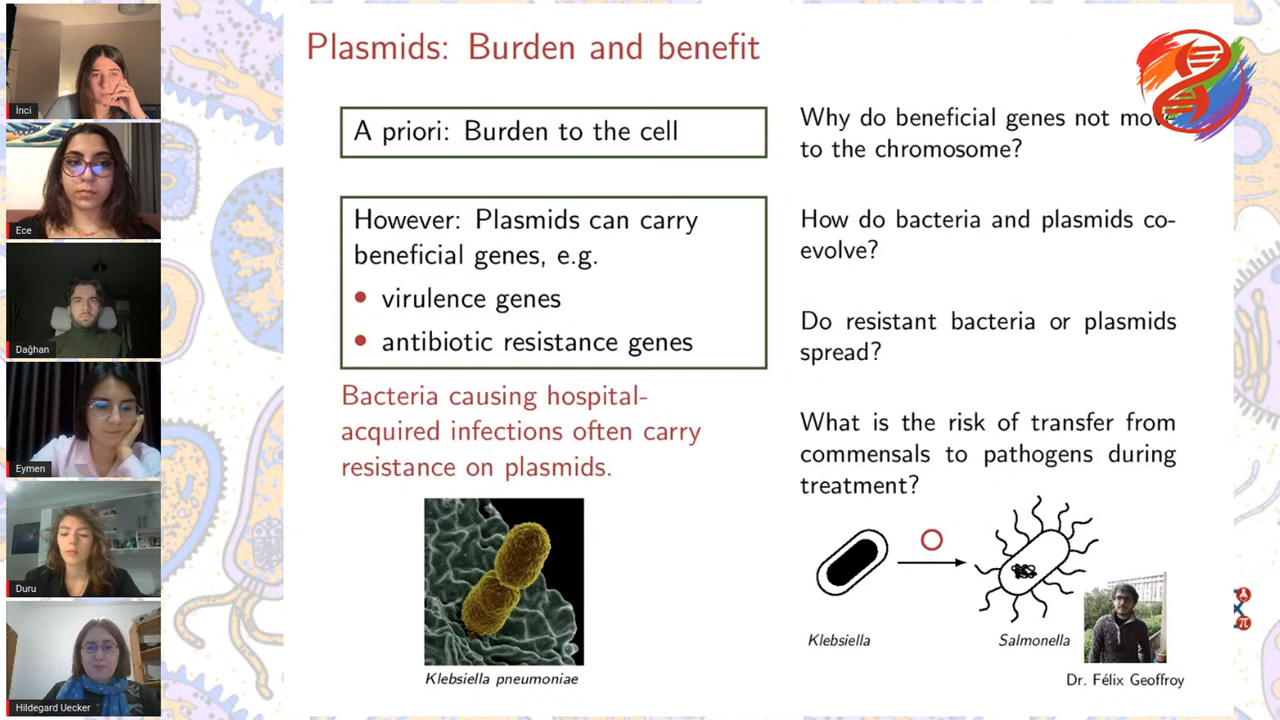 Inci
Ece
Dağhan
Eymen
Duru
Hildegard Uecker
Plasmids: Burden and benefit
A priori: Burden to the cell
However: Plasmids can carry
beneficial genes, e.g.
• virulence genes
• antibiotic resistance genes
Bacteria causing hospital-
acquired infections often carry
resistance on plasmids.
Klebsiella pneumoniae
Why do beneficial genes not move
to the chromosome?
How do bacteria and plasmids co-
evolve?
Do resistant bacteria or plasmids
spread?
What is the risk of transfer from
commensals to pathogens during
treatment?
Klebsiella
Salmonella
Dr. Félix Geoffroy